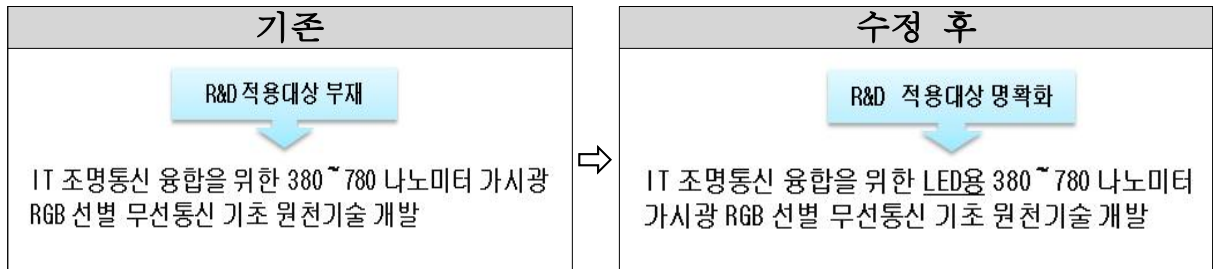 기존
R&D 적용대상 부재
IT 조명통신 융합을 위한 380~780 나노미터 가시광
RGB 선별 무선통신 기초 원천기술 개발
수정 후
R&D 적용대상 명확화
IT 조명통신 융합을 위한 LED용 380~780 나노미터
가시광 RGB 선별 무선통신 기초 원천기술 개발